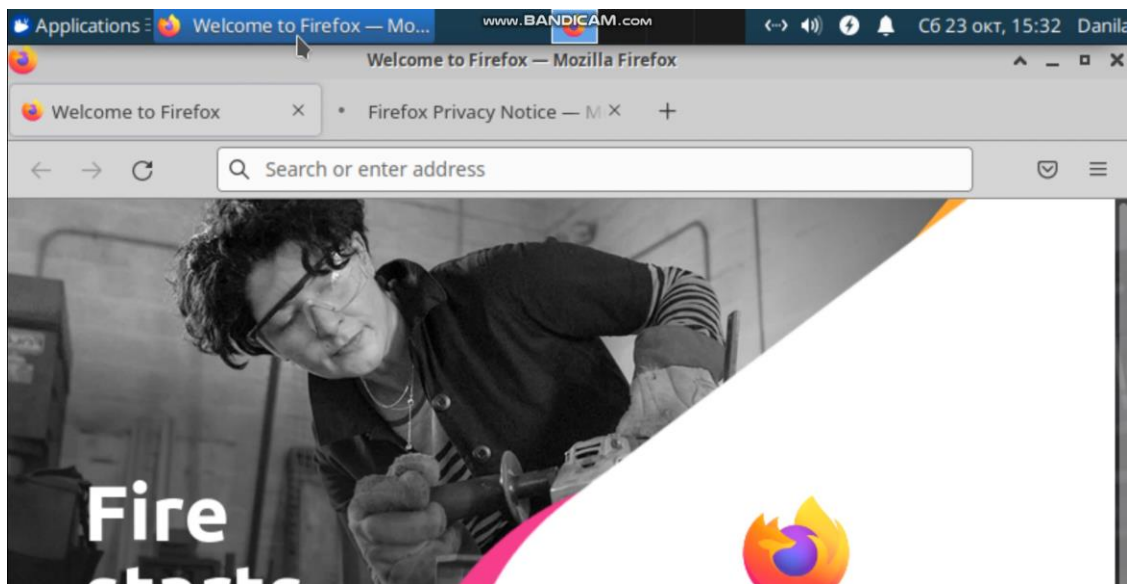 Applications
Welcome to Firefox — Mo...
www.BANDICAM.com
Сб 23 окт, 15:32
Danila
Welcome to Firefox — Mozilla Firefox
Welcome to Firefox
Firefox Privacy Notice — M
Search or enter address
Fire
starts